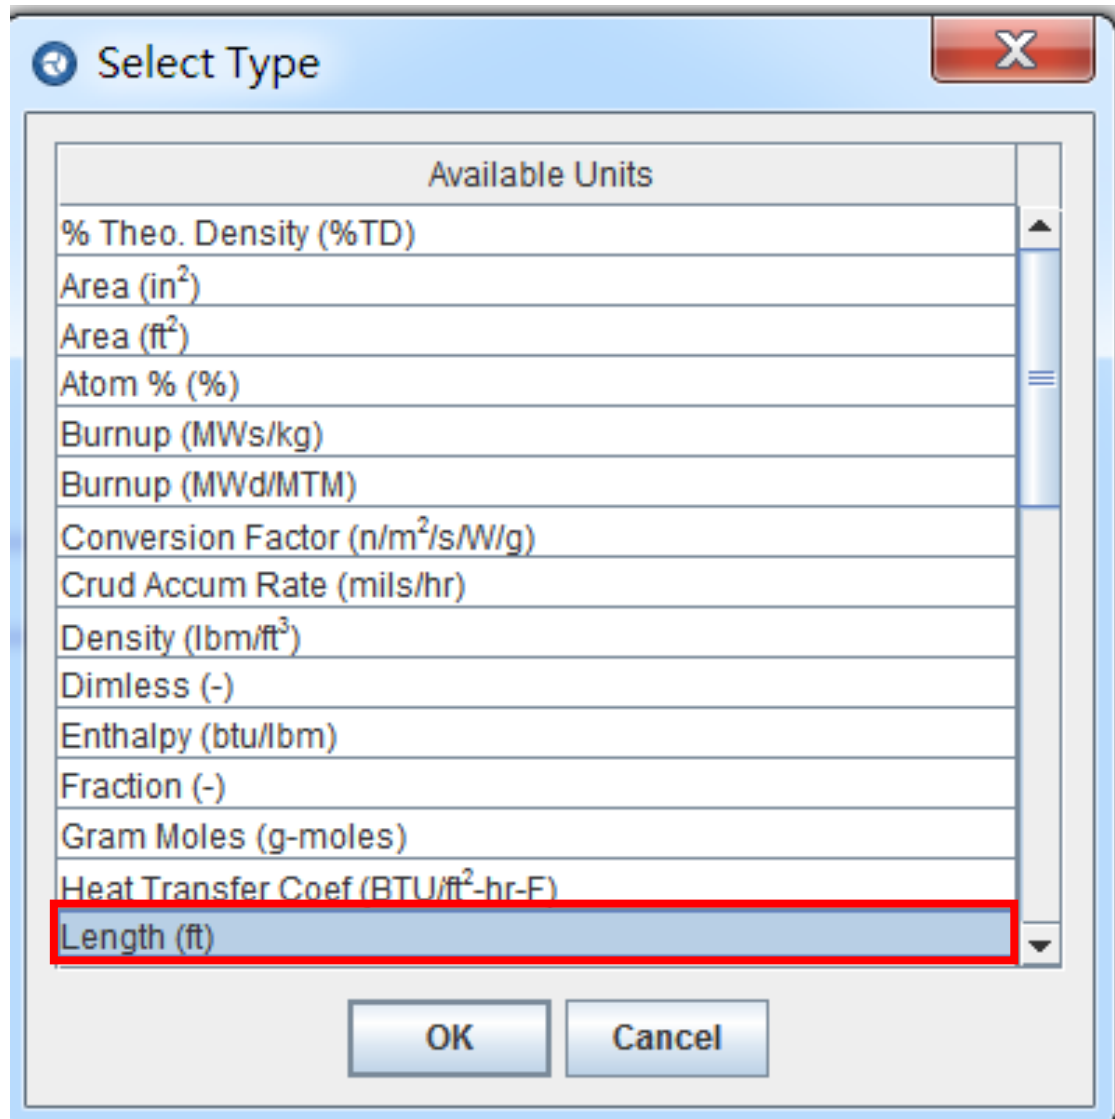 Select Type
Available Units
% Theo. Density (%TD)
Area (in²)
Area (ft²)
Atom % (%)
Burnup (MWs/kg)
Burnup (MWd/MTM)
Conversion Factor (n/m²/s/W/g)
Crud Accum Rate (mils/hr)
Density (lbm/ft³)
Dimless (-)
Enthalpy (btu/lbm)
Fraction (-)
Gram Moles (g-moles)
Heat Transfer Coef (BTU/ft²-hr-F)
Length (ft)
OK Cancel